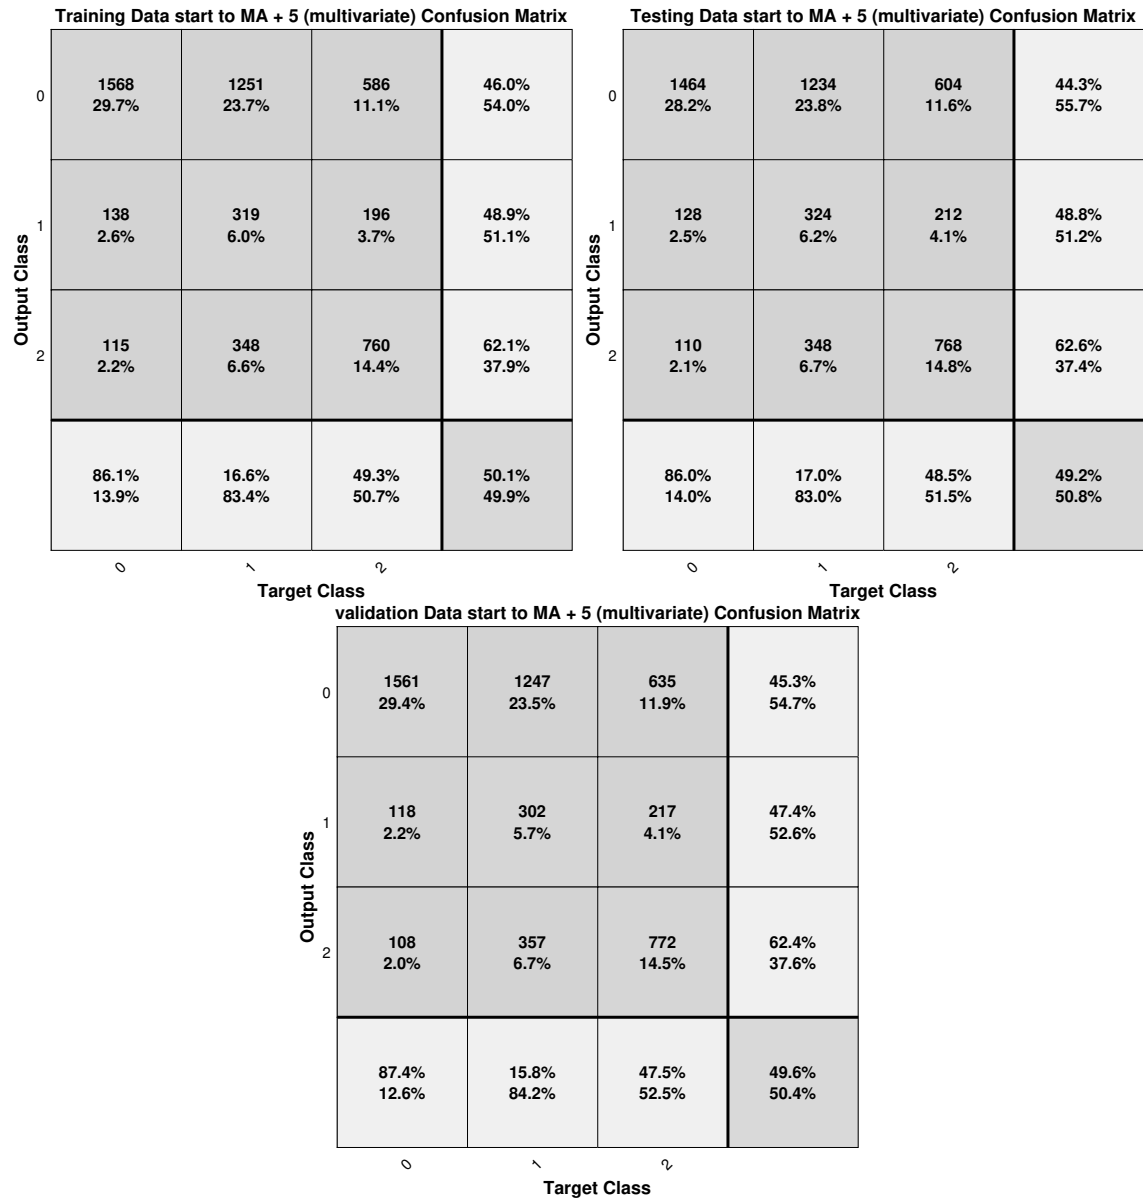 Training Data start to MA + 5 (multivariate) Confusion Matrix
0
1568 1251 586 46.0%
29.7% 23.7% 11.1% 54.0%
1
138 319 196 48.9%
2.6% 6.0% 3.7% 51.1%
2
115 348 760 62.1%
2.2% 6.6% 14.4% 37.9%
86.1% 16.6% 49.3% 50.1%
13.9% 83.4% 50.7% 49.9%
0 1 2
Output Class
Target Class
Testing Data start to MA + 5 (multivariate) Confusion Matrix
0
1464 1234 604 44.3%
28.2% 23.8% 11.6% 55.7%
1
128 324 212 48.8%
2.5% 6.2% 4.1% 51.2%
2
110 348 768 62.6%
2.1% 6.7% 14.8% 37.4%
86.0% 17.0% 48.5% 49.2%
14.0% 83.0% 51.5% 50.8%
0 1 2
Output Class
Target Class
validation Data start to MA + 5 (multivariate) Confusion Matrix
0
1561 1247 635 45.3%
29.4% 23.5% 11.9% 54.7%
1
118 302 217 47.4%
2.2% 5.7% 4.1% 52.6%
2
108 357 772 62.4%
2.0% 6.7% 14.5% 37.6%
87.4% 15.8% 47.5% 49.6%
12.6% 84.2% 52.5% 50.4%
0 1 2
Output Class
Target Class